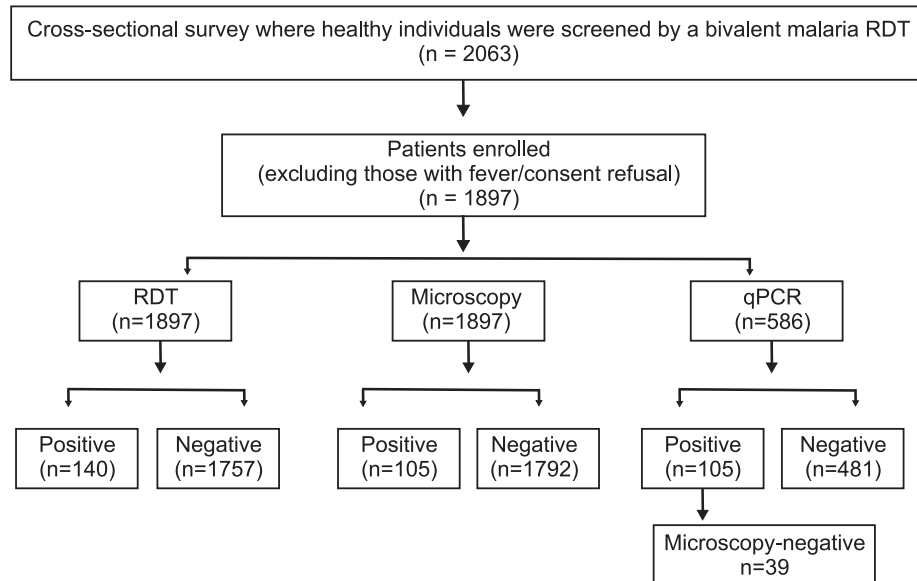 Cross-sectional survey where healthy individuals were screened by a bivalent malaria RDT
(n = 2063)
Patients enrolled
(excluding those with fever/consent refusal)
(n = 1897)
RDT
(n=1897)
Microscopy
(n=1897)
qPCR
(n=586)
Positive
(n=140)
Negative
(n=1757)
Positive
(n=105)
Negative
(n=1792)
Positive
(n=105)
Negative
(n=481)
Microscopy-negative
n=39